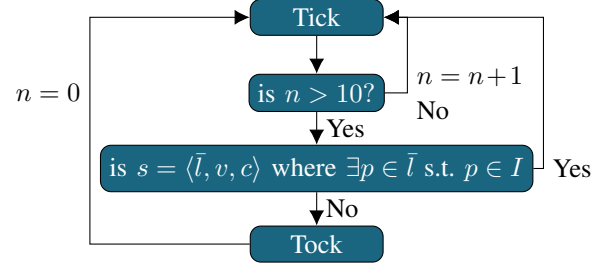 Tick
n = 0
n = n+1
is n > 10?
No
Yes
is s = ⟨l̄, v, c⟩ where ∃p ∈ l̄ s.t. p ∈ I
Yes
No
Tock